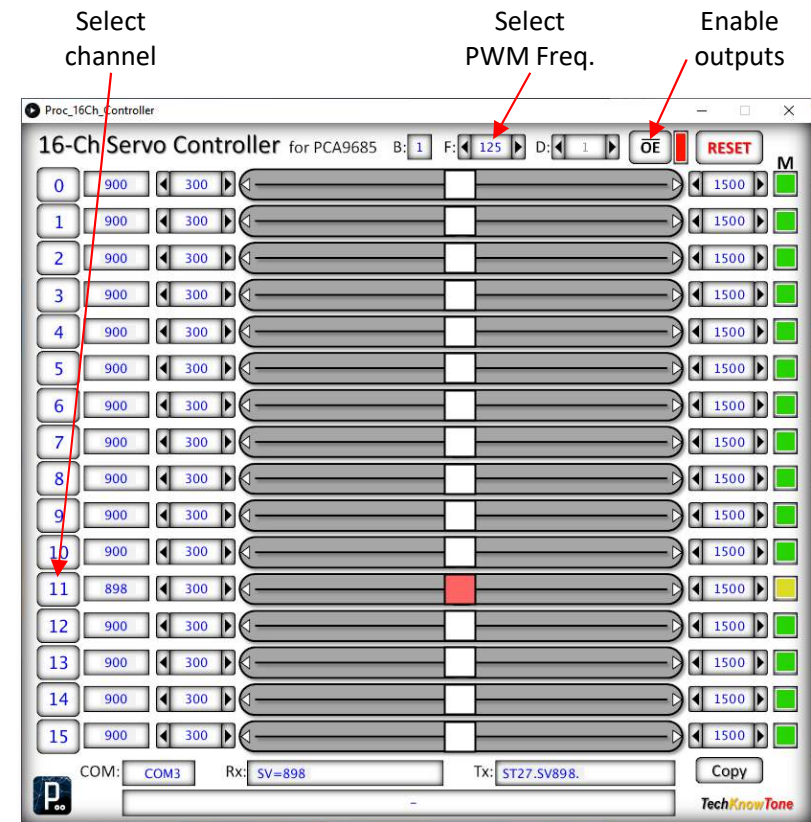 Select channel
Select PWM Freq.
Enable outputs
Proc_16Ch_Controller
16-Ch Servo Controller for PCA9685 B: 1 F: 125 D: 1 OE RESET
M
0 900 300 1500
1 900 300 1500
2 900 300 1500
3 900 300 1500
4 900 300 1500
5 900 300 1500
6 900 300 1500
7 900 300 1500
8 900 300 1500
9 900 300 1500
10 900 300 1500
11 898 300 1500
12 900 300 1500
13 900 300 1500
14 900 300 1500
15 900 300 1500
COM: COM3 Rx: SV=898 Tx: ST27.SV898. Copy
P
–
TechKnowTone